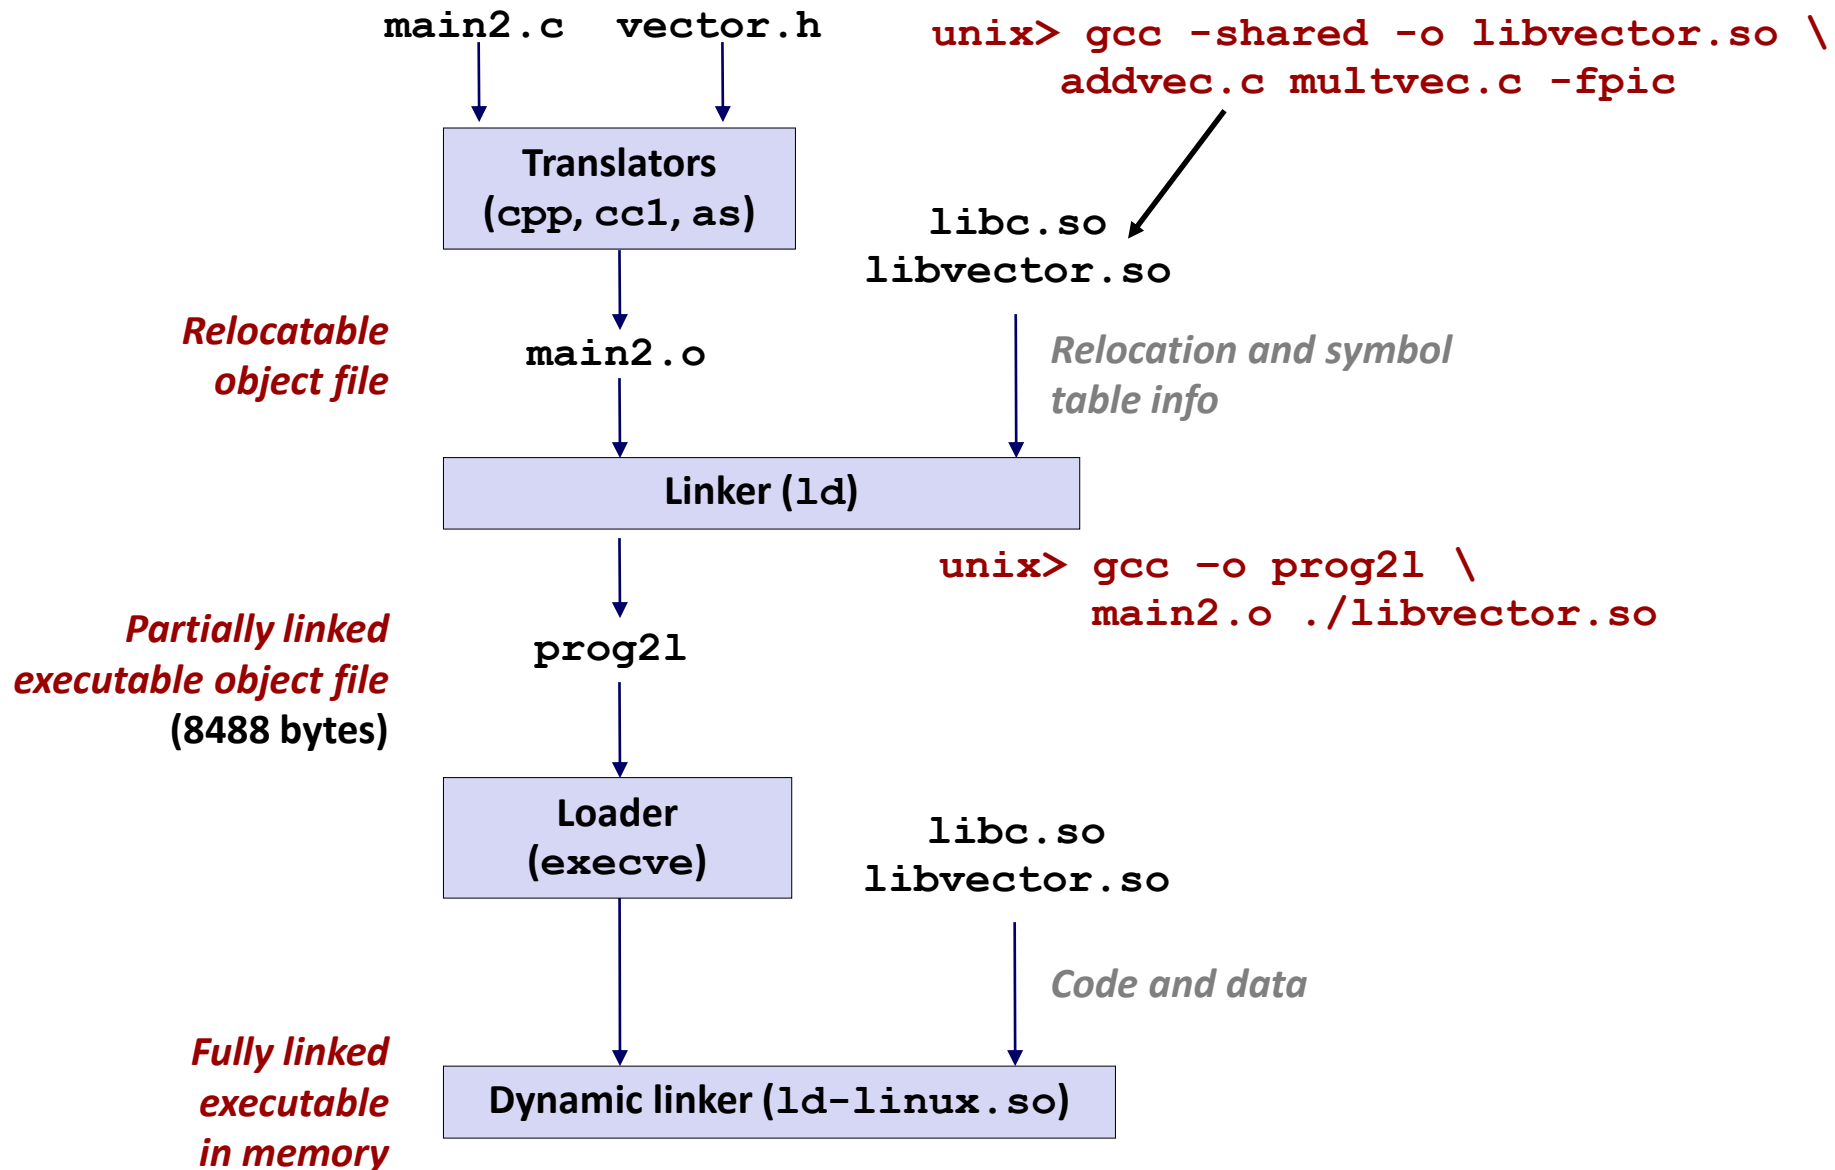 main2.c vector.h
unix> gcc -shared -o libvector.so \
addvec.c multvec.c -fpic
Translators
(cpp, cc1, as)
libc.so
libvector.so
Relocatable
object file
main2.o
Relocation and symbol
table info
Linker (ld)
unix> gcc –o prog2l \
main2.o ./libvector.so
Partially linked
executable object file
(8488 bytes)
prog2l
Loader
(execve)
libc.so
libvector.so
Code and data
Fully linked
executable
in memory
Dynamic linker (ld-linux.so)